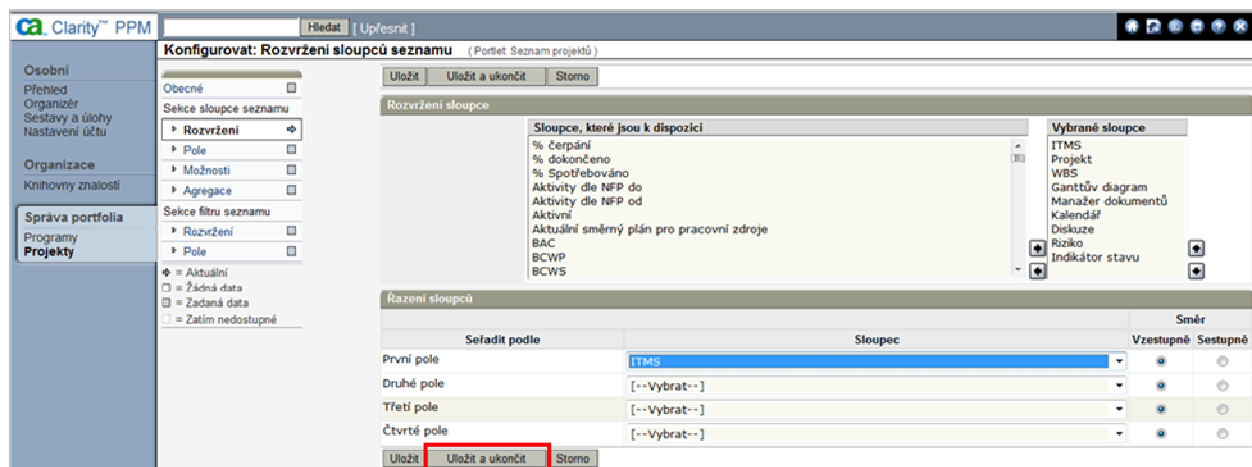 ca. Clarity™ PPM
Hledat [ Upřesnit ]
Konfigurovat: Rozvržení sloupců seznamu (Portlet Seznam projektů)
Osobní
Přehled
Organizér
Sestavy a úlohy
Nastavení účtu
Organizace
Knihovny znalostí
Správa portfolia
Programy
Projekty
Obecné
Sekce sloupce seznamu
Rozvržení
Pole
Možnosti
Agregace
Sekce filtru seznamu
Rozvržení
Pole
= Aktuální
= Žádná data
= Zadaná data
= Zatím nedostupné
Uložit Uložit a ukončit Storno
Rozvržení sloupce
Sloupce, které jsou k dispozici
% čerpání
% dokončeno
% Spotřebováno
Aktivity dle NFP do
Aktivity dle NFP od
Aktivní
Aktuální směrný plán pro pracovní zdroje
BAC
BCWP
BCWS
Vybrané sloupce
ITMS
Projekt
WBS
Ganttův diagram
Manažer dokumentů
Kalendář
Diskuze
Riziko
Indikátor stavu
Řazení sloupců
Směr
Seřadit podle Sloupec Vzestupně Sestupně
První pole ITMS
Druhé pole [--Vybrat--]
Třetí pole [--Vybrat--]
Čtvrté pole [--Vybrat--]
Uložit Uložit a ukončit Storno